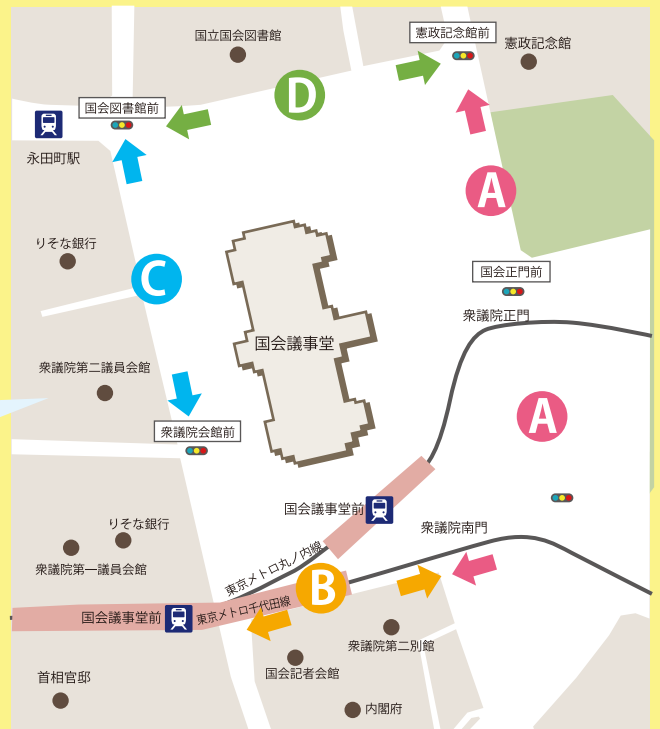 国立国会図書館
憲政記念館前
憲政記念館
D
国会図書館前
永田町駅
A
りそな銀行
C
国会正門前
衆議院正門
国会議事堂
衆議院第二議員会館
A
衆議院会館前
国会議事堂前
りそな銀行
衆議院南門
東京メトロ丸ノ内線
衆議院第一議員会館
B
東京メトロ千代田線
国会議事堂前
衆議院第二別館
国会記者会館
首相官邸
内閣府